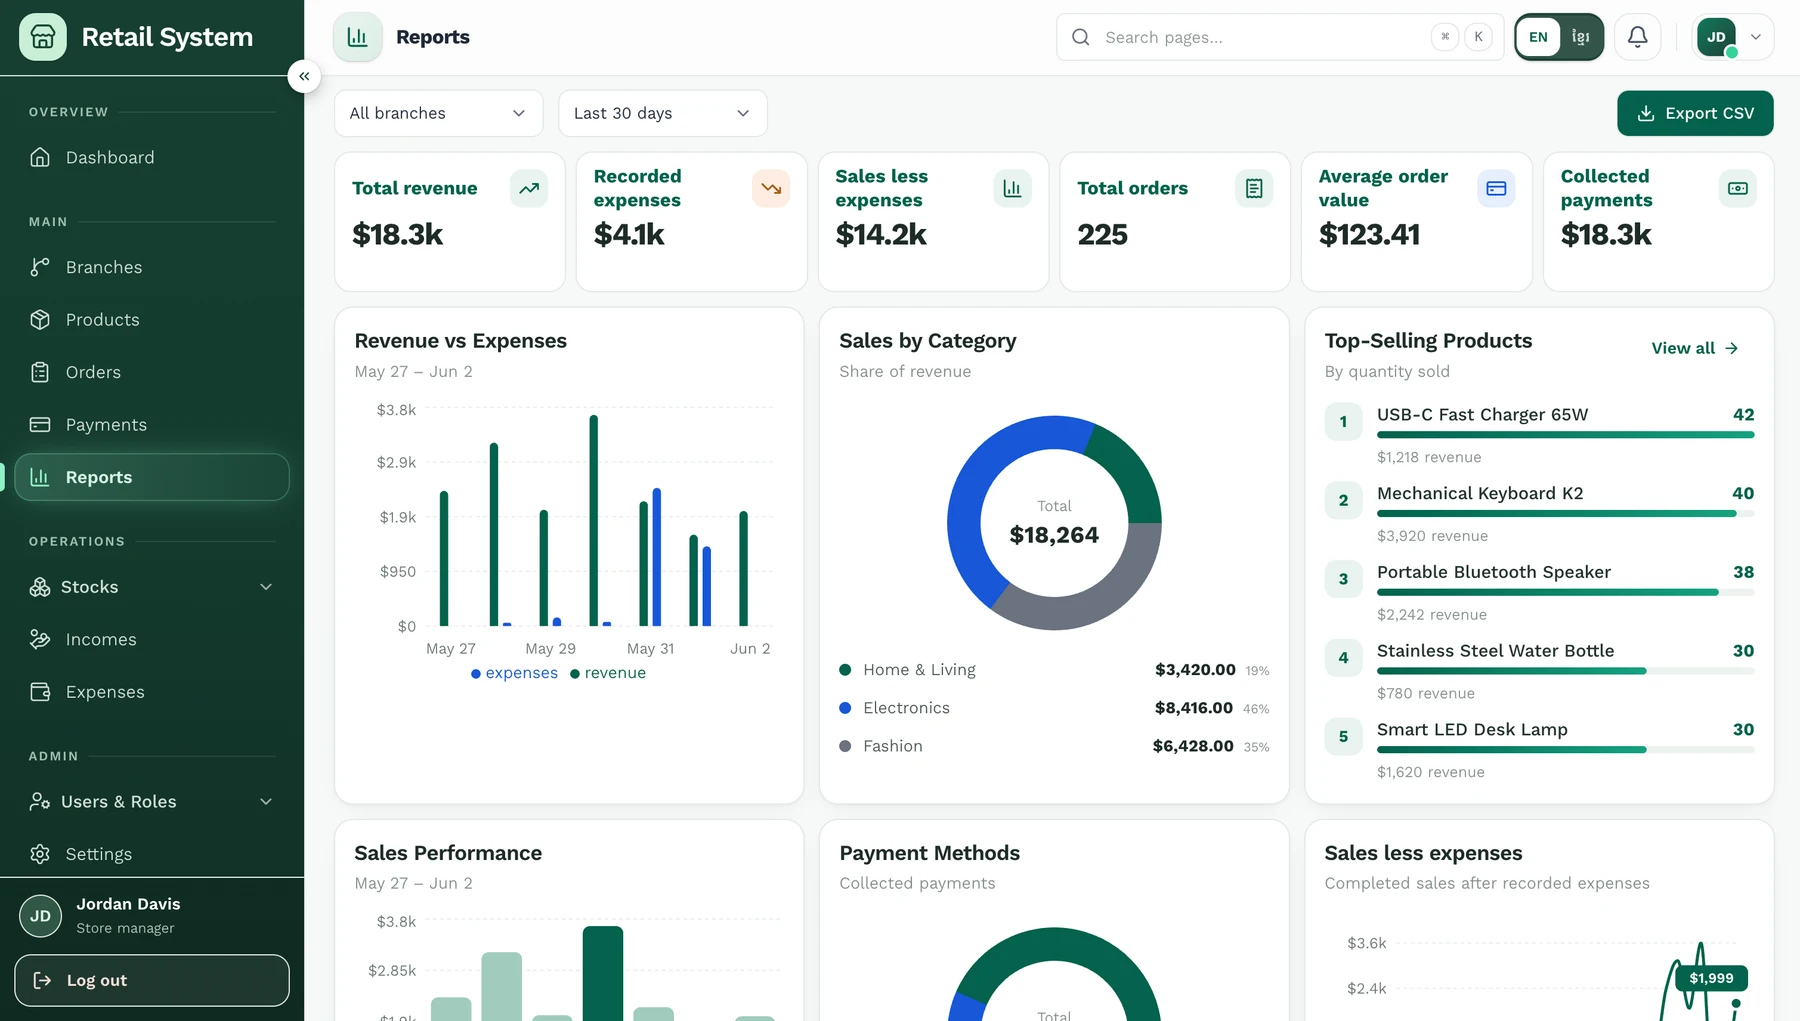 Retail System
OVERVIEW
Dashboard
MAIN
Branches
Products
Orders
Payments
Reports
OPERATIONS
Stocks
Incomes
Expenses
ADMIN
Users & Roles
Settings
JD
Jordan Davis
Store manager
Log out
Reports
Search pages...
⌘ K
EN
ខ្មែរ
JD
All branches
Last 30 days
Export CSV
Total revenue
$18.3k
Recorded expenses
$4.1k
Sales less expenses
$14.2k
Total orders
225
Average order value
$123.41
Collected payments
$18.3k
Revenue vs Expenses
May 27 – Jun 2
$3.8k
$2.9k
$1.9k
$950
$0
May 27 May 29 May 31 Jun 2
expenses revenue
Sales by Category
Share of revenue
Total
$18,264
Home & Living $3,420.00 19%
Electronics $8,416.00 46%
Fashion $6,428.00 35%
Top-Selling Products
View all
By quantity sold
1 USB-C Fast Charger 65W 42
$1,218 revenue
2 Mechanical Keyboard K2 40
$3,920 revenue
3 Portable Bluetooth Speaker 38
$2,242 revenue
4 Stainless Steel Water Bottle 30
$780 revenue
5 Smart LED Desk Lamp 30
$1,620 revenue
Sales Performance
May 27 – Jun 2
$3.8k
$2.85k
Payment Methods
Collected payments
Total
Sales less expenses
Completed sales after recorded expenses
$3.6k
$2.4k
$1,999